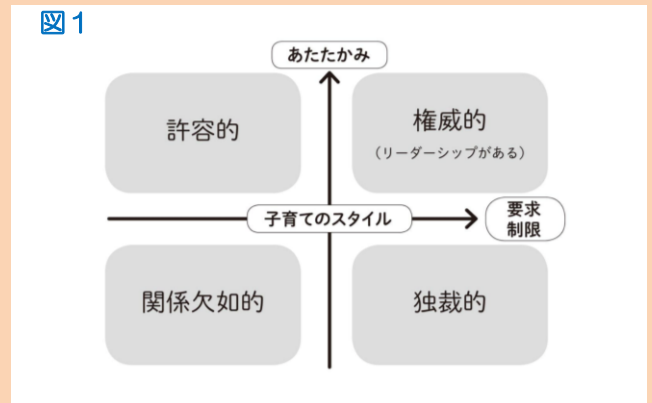 図1
あたたかみ
許容的
権威的
(リーダーシップがある)
子育てのスタイル
要求
制限
関係欠如的
独裁的